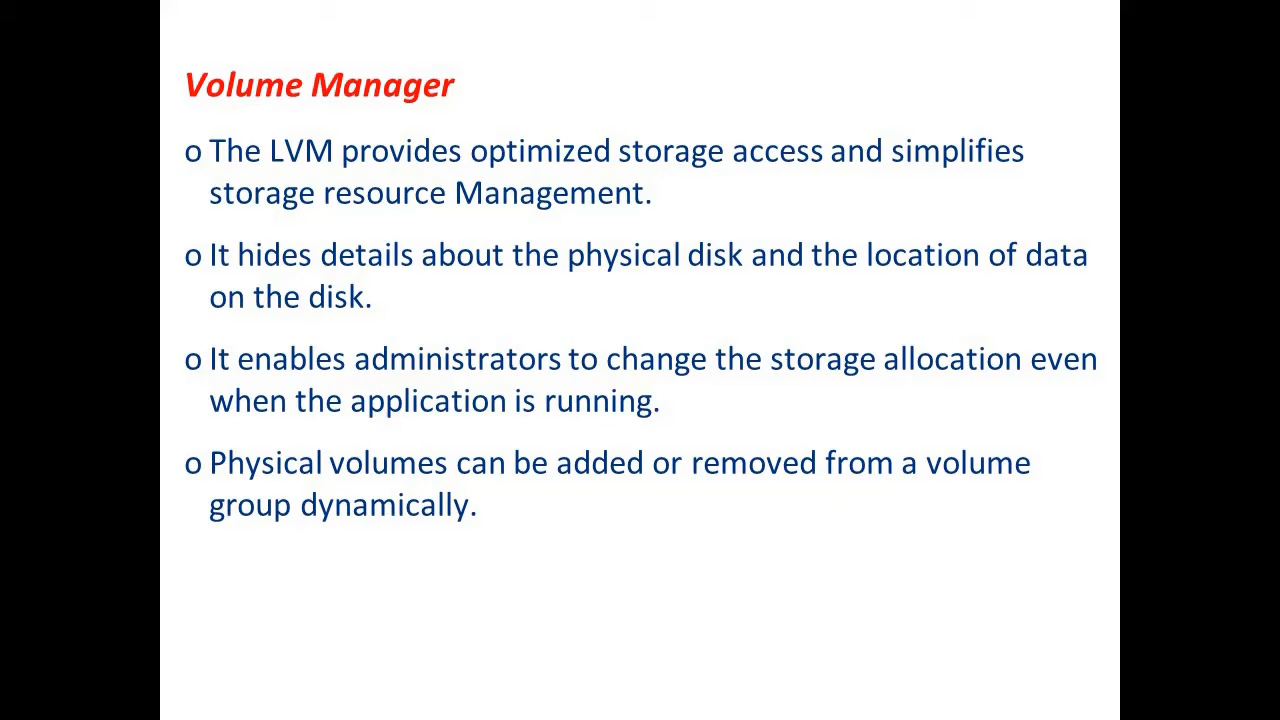 Volume Manager
o The LVM provides optimized storage access and simplifies
storage resource Management.
o It hides details about the physical disk and the location of data
on the disk.
o It enables administrators to change the storage allocation even
when the application is running.
o Physical volumes can be added or removed from a volume
group dynamically.